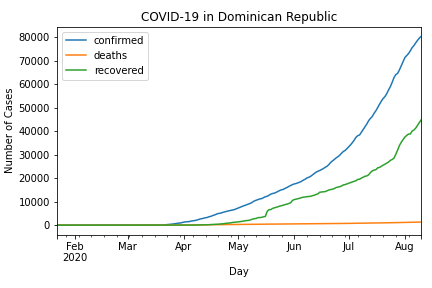 COVID-19 in Dominican Republic
confirmed
deaths
recovered
80000
70000
60000
50000
40000
30000
20000
10000
0
Number of Cases
Feb Mar Apr May Jun Jul Aug
2020
Day